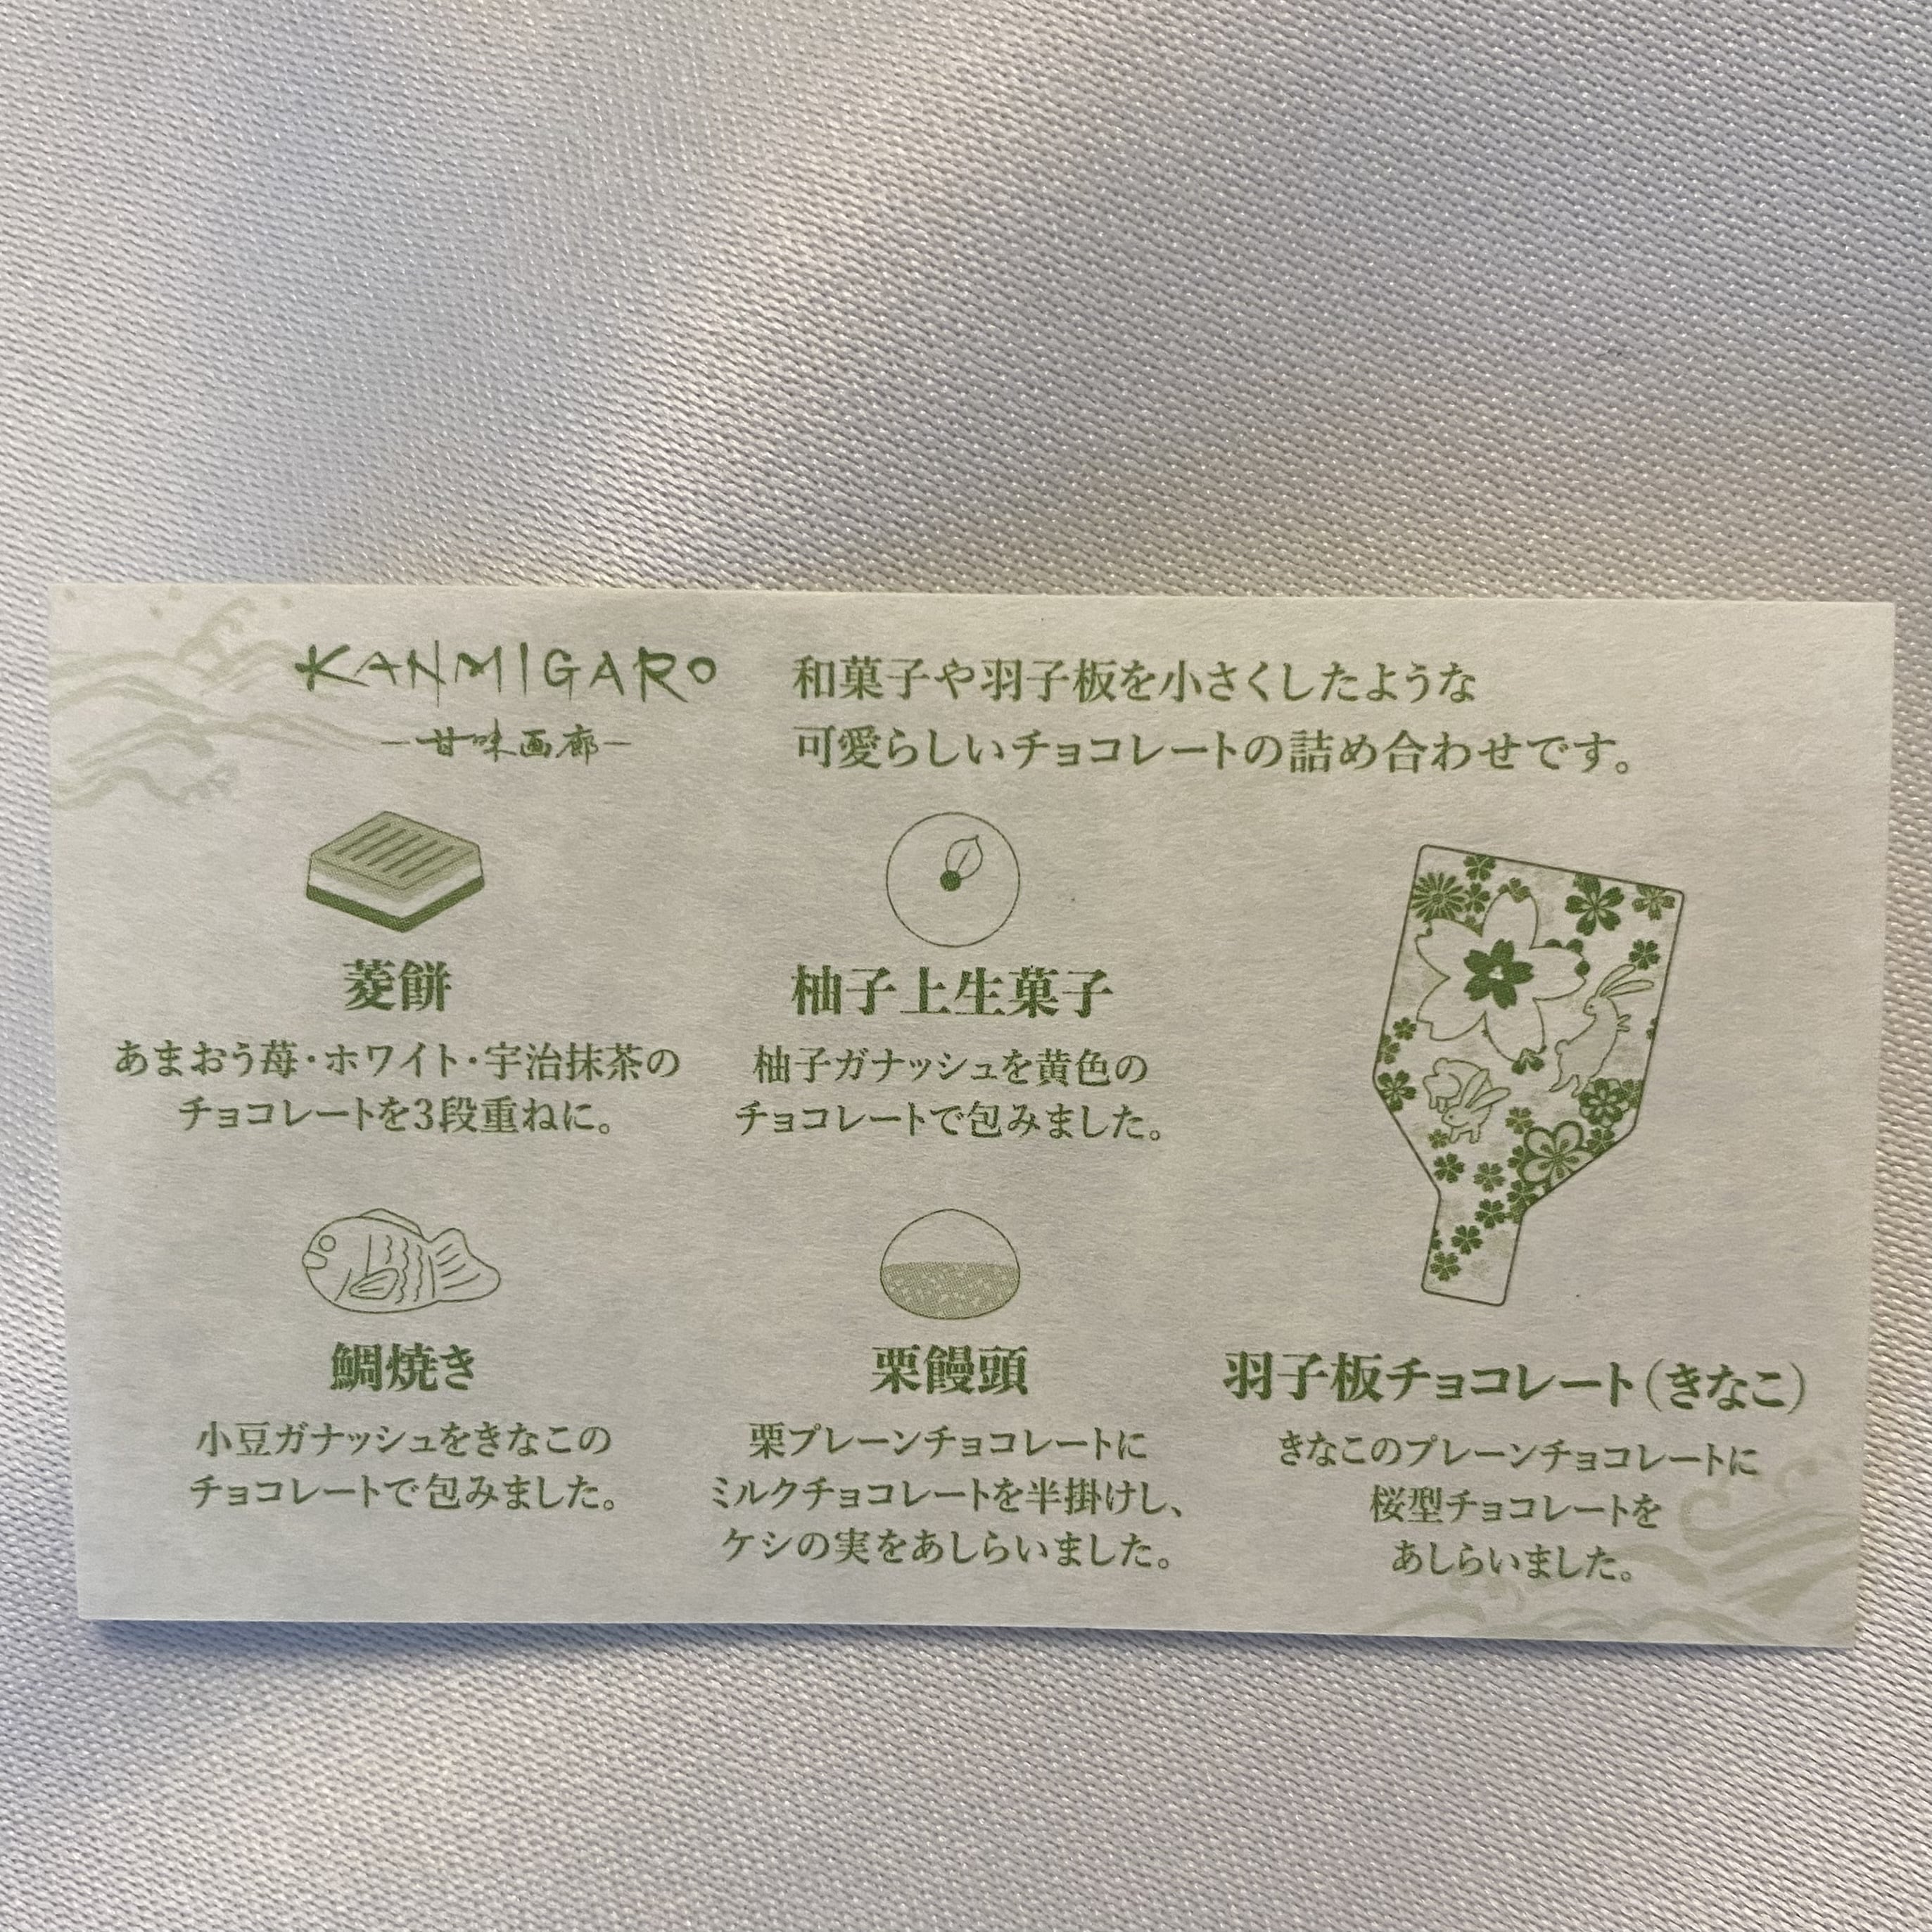 KANMIGARO
-甘味画廊-
和菓子や羽子板を小さくしたような
可愛らしいチョコレートの詰め合わせです。
菱餅
あまおう苺・ホワイト・宇治抹茶の
チョコレートを3段重ねに。
柚子上生菓子
柚子ガナッシュを黄色の
チョコレートで包みました。
鯛焼き
小豆ガナッシュをきなこの
チョコレートで包みました。
栗饅頭
栗プレーンチョコレートに
ミルクチョコレートを半掛けし、
ケシの実をあしらいました。
羽子板チョコレート(きなこ)
きなこのプレーンチョコレートに
桜型チョコレートを
あしらいました。